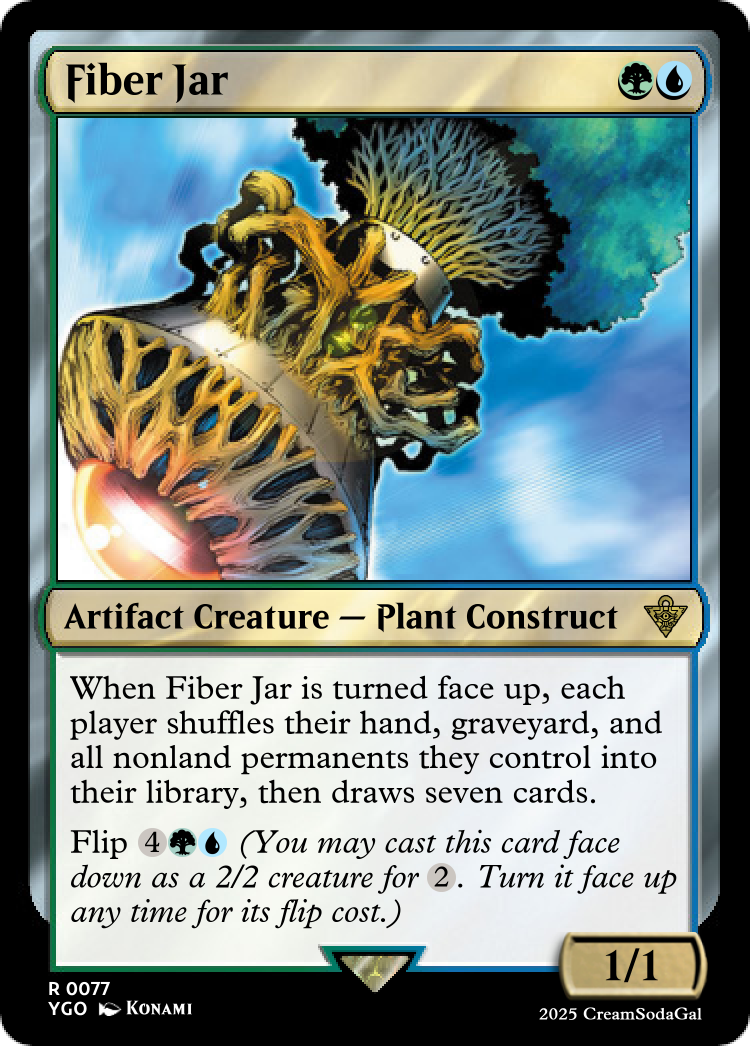 Fiber Jar
Artifact Creature — Plant Construct
When Fiber Jar is turned face up, each
player shuffles their hand, graveyard, and
all nonland permanents they control into
their library, then draws seven cards.
Flip 4 (You may cast this card face
down as a 2/2 creature for 2. Turn it face up
any time for its flip cost.)
1/1
R 0077
YGO KONAMI
2025 CreamSodaGal